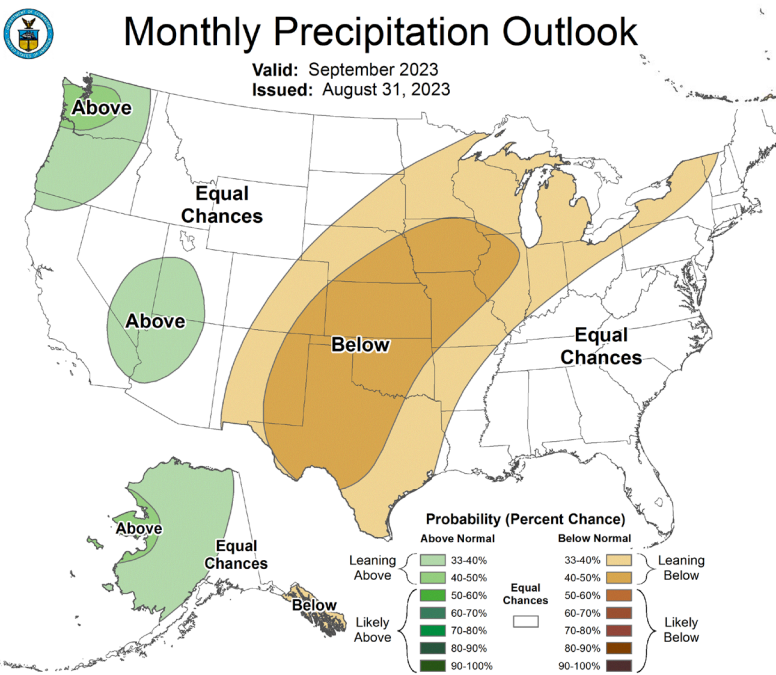 Monthly Precipitation Outlook
Valid: September 2023
Issued: August 31, 2023
Above
Equal
Chances
Above
Below
Equal
Chances
Above
Equal
Chances
Below
Probability (Percent Chance)
Above Normal
Below Normal
Leaning
Above
33-40%
40-50%
Likely
Above
50-60%
60-70%
70-80%
80-90%
90-100%
Equal
Chances
33-40%
40-50%
Leaning
Below
50-60%
60-70%
70-80%
80-90%
90-100%
Likely
Below